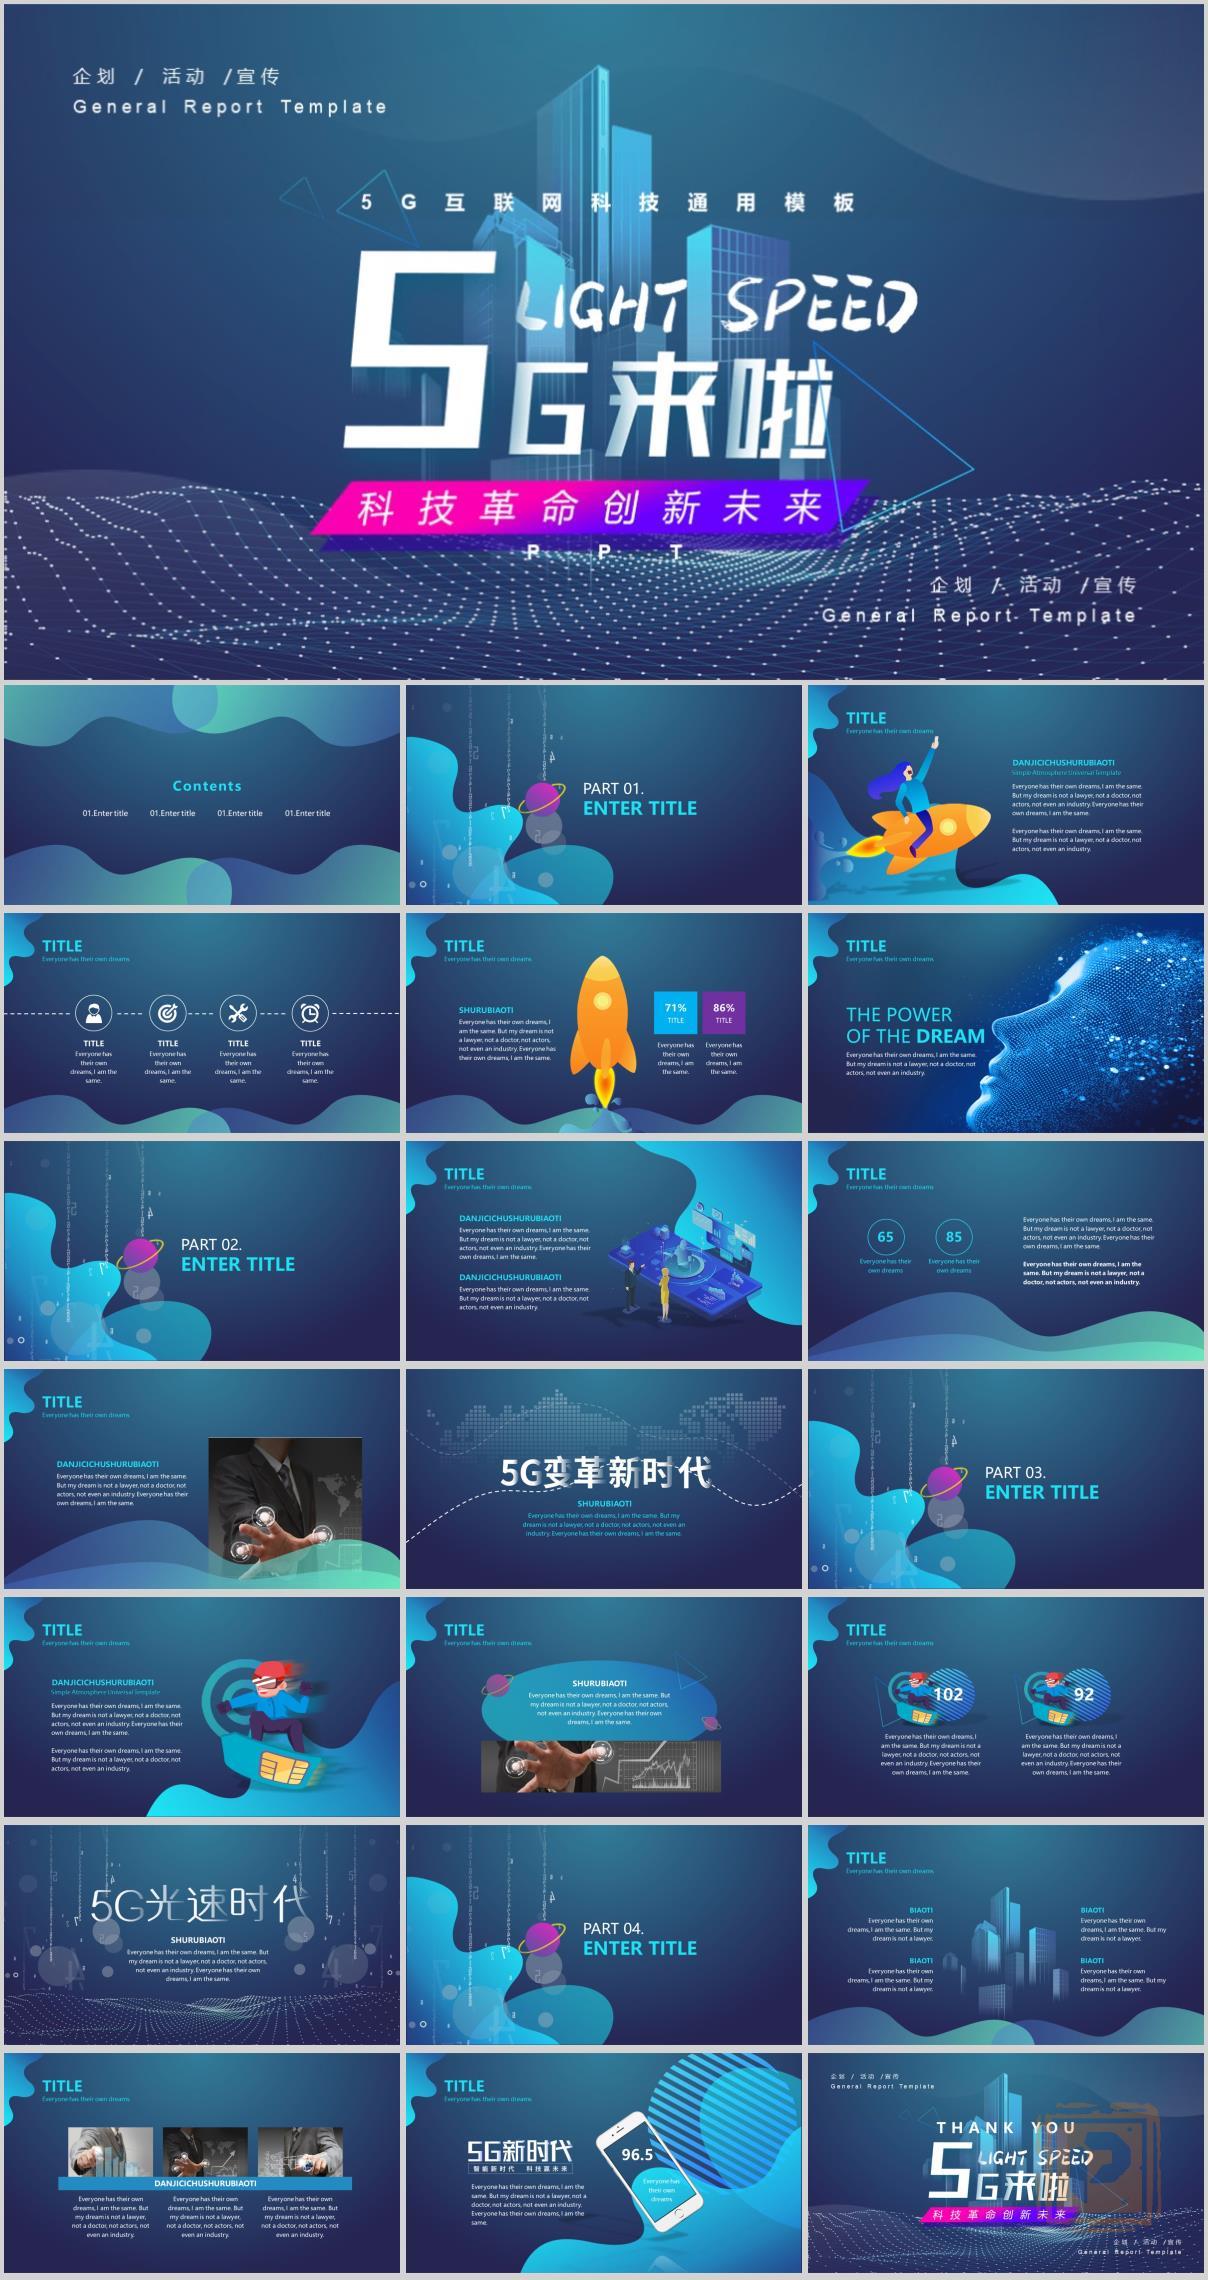 企划 / 活动 /宣传
General Report Template
5G互联网科技通用模板
LIGHT SPEED
5G来啦
科技革命创新未来
PPT
企划 / 活动 /宣传
General Report Template
Contents
01.Enter title
01.Enter title
01.Enter title
01.Enter title
PART 01.
ENTER TITLE
TITLE
Everyone has their own dreams
DANJICICHUSHURUBIAOTI
Simple Atmosphere Universal Template
Everyone has their own dreams, I am the same.
But my dream is not a lawyer, not a doctor, not
actors, not even an industry. Everyone has their
own dreams, I am the same.
Everyone has their own dreams, I am the same.
But my dream is not a lawyer, not a doctor, not
actors, not even an industry.
TITLE
Everyone has their own dreams
TITLE
Everyone has
their own
dreams, I am the
same.
TITLE
Everyone has
their own
dreams, I am the
same.
TITLE
Everyone has
their own
dreams, I am the
same.
TITLE
Everyone has
their own
dreams, I am the
same.
TITLE
Everyone has their own dreams
SHURUBIAOTI
Everyone has their own dreams, I
am the same. But my dream is not
a lawyer, not a doctor, not actors,
not even an industry. Everyone has
their own dreams, I am the same.
71%
TITLE
Everyone has
their own
dreams, I am
the same.
86%
TITLE
Everyone has
their own
dreams, I am
the same.
TITLE
Everyone has their own dreams
THE POWER
OF THE DREAM
Everyone has their own dreams, I am the same.
But my dream is not a lawyer, not a doctor, not
actors, not even an industry.
PART 02.
ENTER TITLE
TITLE
Everyone has their own dreams
DANJICICHUSHURUBIAOTI
Everyone has their own dreams, I am the same.
But my dream is not a lawyer, not a doctor, not
actors, not even an industry. Everyone has their
own dreams, I am the same.
DANJICICHUSHURUBIAOTI
Everyone has their own dreams, I am the same.
But my dream is not a lawyer, not a doctor, not
actors, not even an industry.
TITLE
Everyone has their own dreams
65
Everyone has their
own dreams
85
Everyone has their
own dreams
Everyone has their own dreams, I am the same.
But my dream is not a lawyer, not a doctor, not
actors, not even an industry. Everyone has their
own dreams, I am the same.
Everyone has their own dreams, I am the
same. But my dream is not a lawyer, not a
doctor, not actors, not even an industry.
TITLE
Everyone has their own dreams
DANJICICHUSHURUBIAOTI
Everyone has their own dreams, I am the same.
But my dream is not a lawyer, not a doctor, not
actors, not even an industry. Everyone has their
own dreams, I am the same.
5G变革新时代
SHURUBIAOTI
Everyone has their own dreams, I am the same. But my
dream is not a lawyer, not a doctor, not actors, not even an
industry. Everyone has their own dreams, I am the same.
PART 03.
ENTER TITLE
TITLE
Everyone has their own dreams
DANJICICHUSHURUBIAOTI
Simple Atmosphere Universal Template
Everyone has their own dreams, I am the same.
But my dream is not a lawyer, not a doctor, not
actors, not even an industry. Everyone has their
own dreams, I am the same.
Everyone has their own dreams, I am the same.
But my dream is not a lawyer, not a doctor, not
actors, not even an industry.
TITLE
Everyone has their own dreams
SHURUBIAOTI
Everyone has their own dreams, I am the same. But
my dream is not a lawyer, not a doctor, not actors,
not even an industry. Everyone has their own
dreams, I am the same.
TITLE
Everyone has their own dreams
102
Everyone has their own dreams, I
am the same. But my dream is not a
lawyer, not a doctor, not actors, not
even an industry. Everyone has their
own dreams, I am the same.
92
Everyone has their own dreams, I
am the same. But my dream is not a
lawyer, not a doctor, not actors, not
even an industry. Everyone has their
own dreams, I am the same.
5G光速时代
SHURUBIAOTI
Everyone has their own dreams, I am the same. But
my dream is not a lawyer, not a doctor, not actors,
not even an industry. Everyone has their own
dreams, I am the same.
PART 04.
ENTER TITLE
TITLE
Everyone has their own dreams
BIAOTI
Everyone has their own
dreams, I am the same. But my
dream is not a lawyer.
BIAOTI
Everyone has their own
dreams, I am the same. But my
dream is not a lawyer.
BIAOTI
Everyone has their own
dreams, I am the same. But my
dream is not a lawyer.
BIAOTI
Everyone has their own
dreams, I am the same. But my
dream is not a lawyer.
TITLE
Everyone has their own dreams
DANJICICHUSHURUBIAOTI
Everyone has their own
dreams, I am the same. But
my dream is not a lawyer,
not a doctor, not actors, not
even an industry.
Everyone has their own
dreams, I am the same. But
my dream is not a lawyer,
not a doctor, not actors, not
even an industry.
Everyone has their own
dreams, I am the same. But
my dream is not a lawyer,
not a doctor, not actors, not
even an industry.
TITLE
Everyone has their own dreams
5G新时代
智能新时代 科技赢未来
Everyone has their own dreams, I am the
same. But my dream is not a lawyer, not a
doctor, not actors, not even an industry.
Everyone has their own dreams, I am the
same.
96.5
Everyone has
their own
dreams
企划 / 活动 /宣传
General Report Template
THANK YOU
LIGHT SPEED
5G来啦
科技革命创新未来
企划 / 活动 /宣传
General Report Template